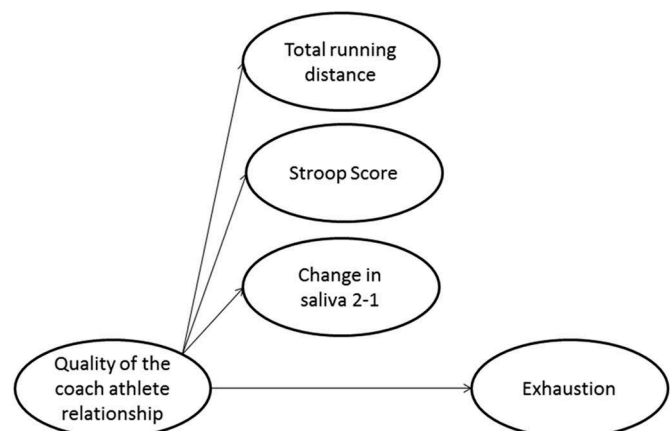 Total running
distance
Stroop Score
Change in
saliva 2-1
Quality of the
coach athlete
relationship
Exhaustion